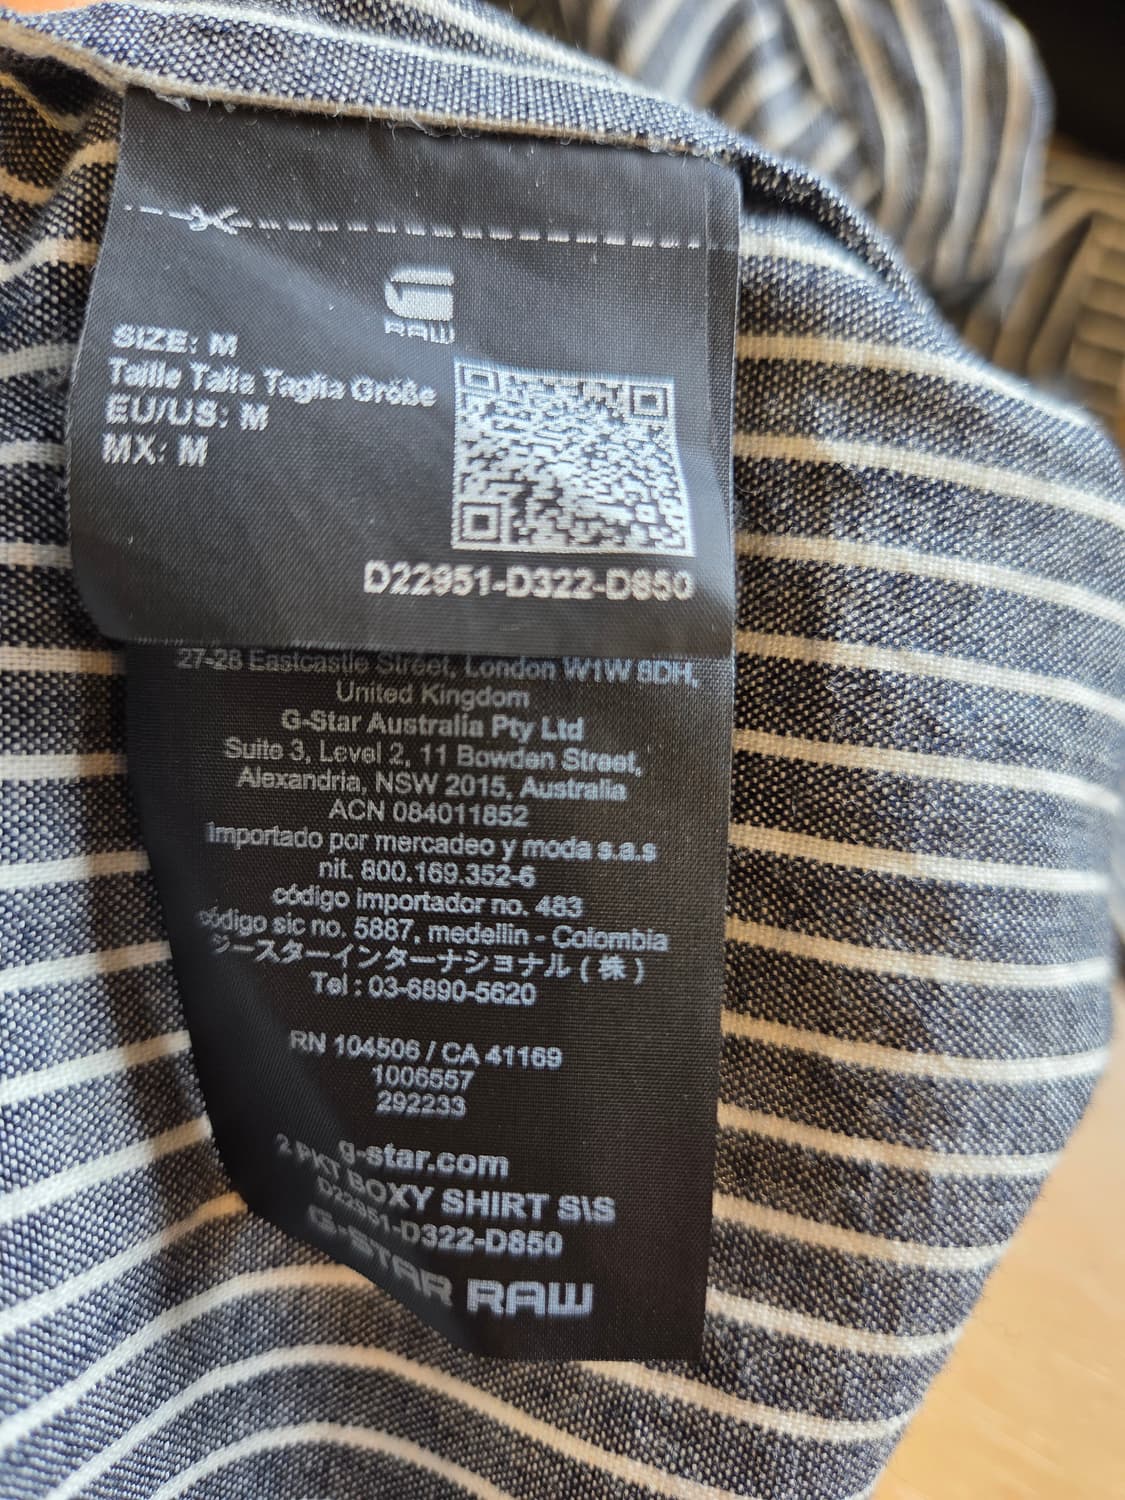 RAW
SIZE: M
Taille Talla Taglia Größe
EU/US: M
MX: M
D22951-D322-D850
27-28 Eastcastle Street, London W1W 8DH,
United Kingdom
G-Star Australia Pty Ltd
Suite 3, Level 2, 11 Bowden Street,
Alexandria, NSW 2015, Australia
ACN 084011852
Importado por mercadeo y moda s.a.s
nit. 800.169.352-6
código importador no. 483
código sic no. 5887, medellin - Colombia
ジースターインターナショナル(株)
Tel : 03-6890-5620
RN 104506 / CA 41169
1006557
292233
g-star.com
2 PKT BOXY SHIRT S\S
D22951-D322-D850
G-STAR RAW